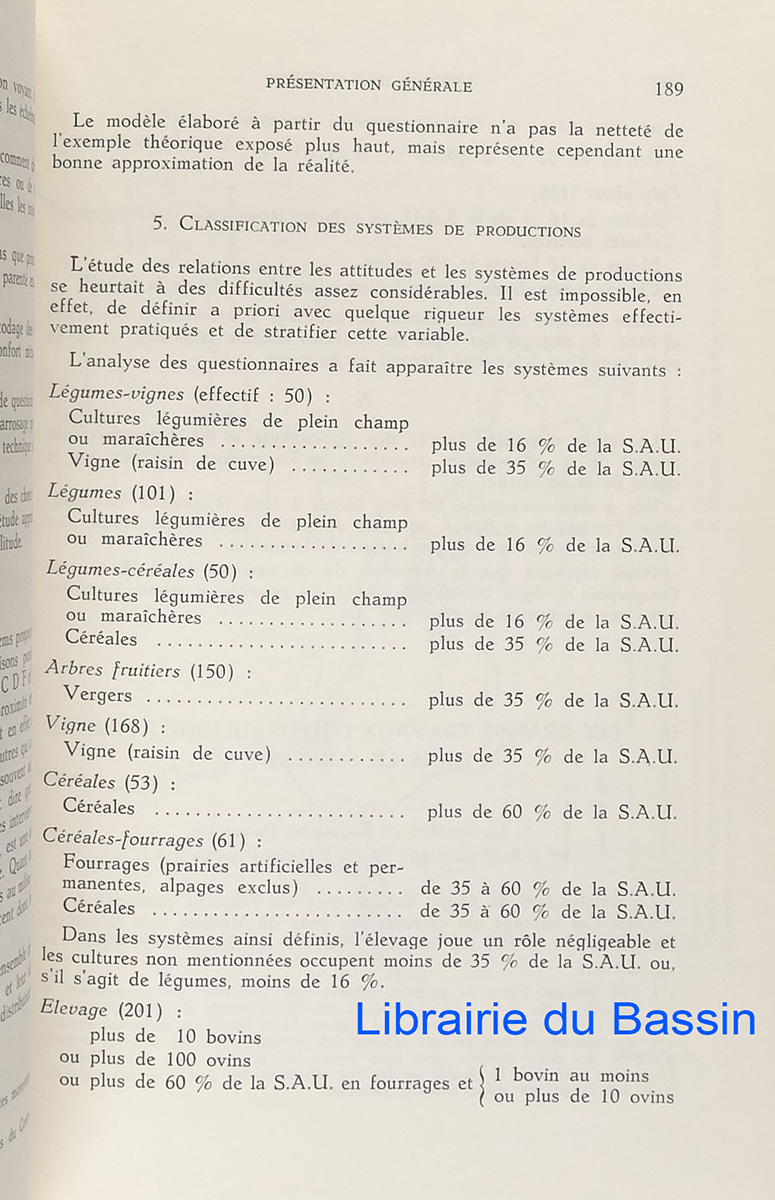 PRÉSENTATION GÉNÉRALE 189
Le modèle élaboré à partir du questionnaire n'a pas la netteté de
l'exemple théorique exposé plus haut, mais représente cependant une
bonne approximation de la réalité.
5. CLASSIFICATION DES SYSTÈMES DE PRODUCTIONS
L'étude des relations entre les attitudes et les systèmes de productions
se heurtait à des difficultés assez considérables. Il est impossible, en
effet, de définir a priori avec quelque rigueur les systèmes effecti-
vement pratiqués et de stratifier cette variable.
L'analyse des questionnaires a fait apparaître les systèmes suivants :
Légumes-vignes (effectif : 50) :
Cultures légumières de plein champ
ou maraîchères ................... plus de 16 % de la S.A.U.
Vigne (raisin de cuve) ............ plus de 35 % de la S.A.U.
Légumes (101) :
Cultures légumières de plein champ
ou maraîchères ................... plus de 16 % de la S.A.U.
Légumes-céréales (50) :
Cultures légumières de plein champ
ou maraîchères ................... plus de 16 % de la S.A.U.
Céréales ......................... plus de 35 % de la S.A.U.
Arbres fruitiers (150) :
Vergers .......................... plus de 35 % de la S.A.U.
Vigne (168) :
Vigne (raisin de cuve) ............ plus de 35 % de la S.A.U.
Céréales (53) :
Céréales ......................... plus de 60 % de la S.A.U.
Céréales-fourrages (61) :
Fourrages (prairies artificielles et per-
manentes, alpages exclus) ......... de 35 à 60 % de la S.A.U.
Céréales ......................... de 35 à 60 % de la S.A.U.
Dans les systèmes ainsi définis, l'élevage joue un rôle négligeable et
les cultures non mentionnées occupent moins de 35 % de la S.A.U. ou,
s'il s'agit de légumes, moins de 16 %.
Elevage (201) :
plus de 10 bovins
ou plus de 100 ovins
ou plus de 60 % de la S.A.U. en fourrages et { 1 bovin au moins
ou plus de 10 ovins
Librairie du Bassin